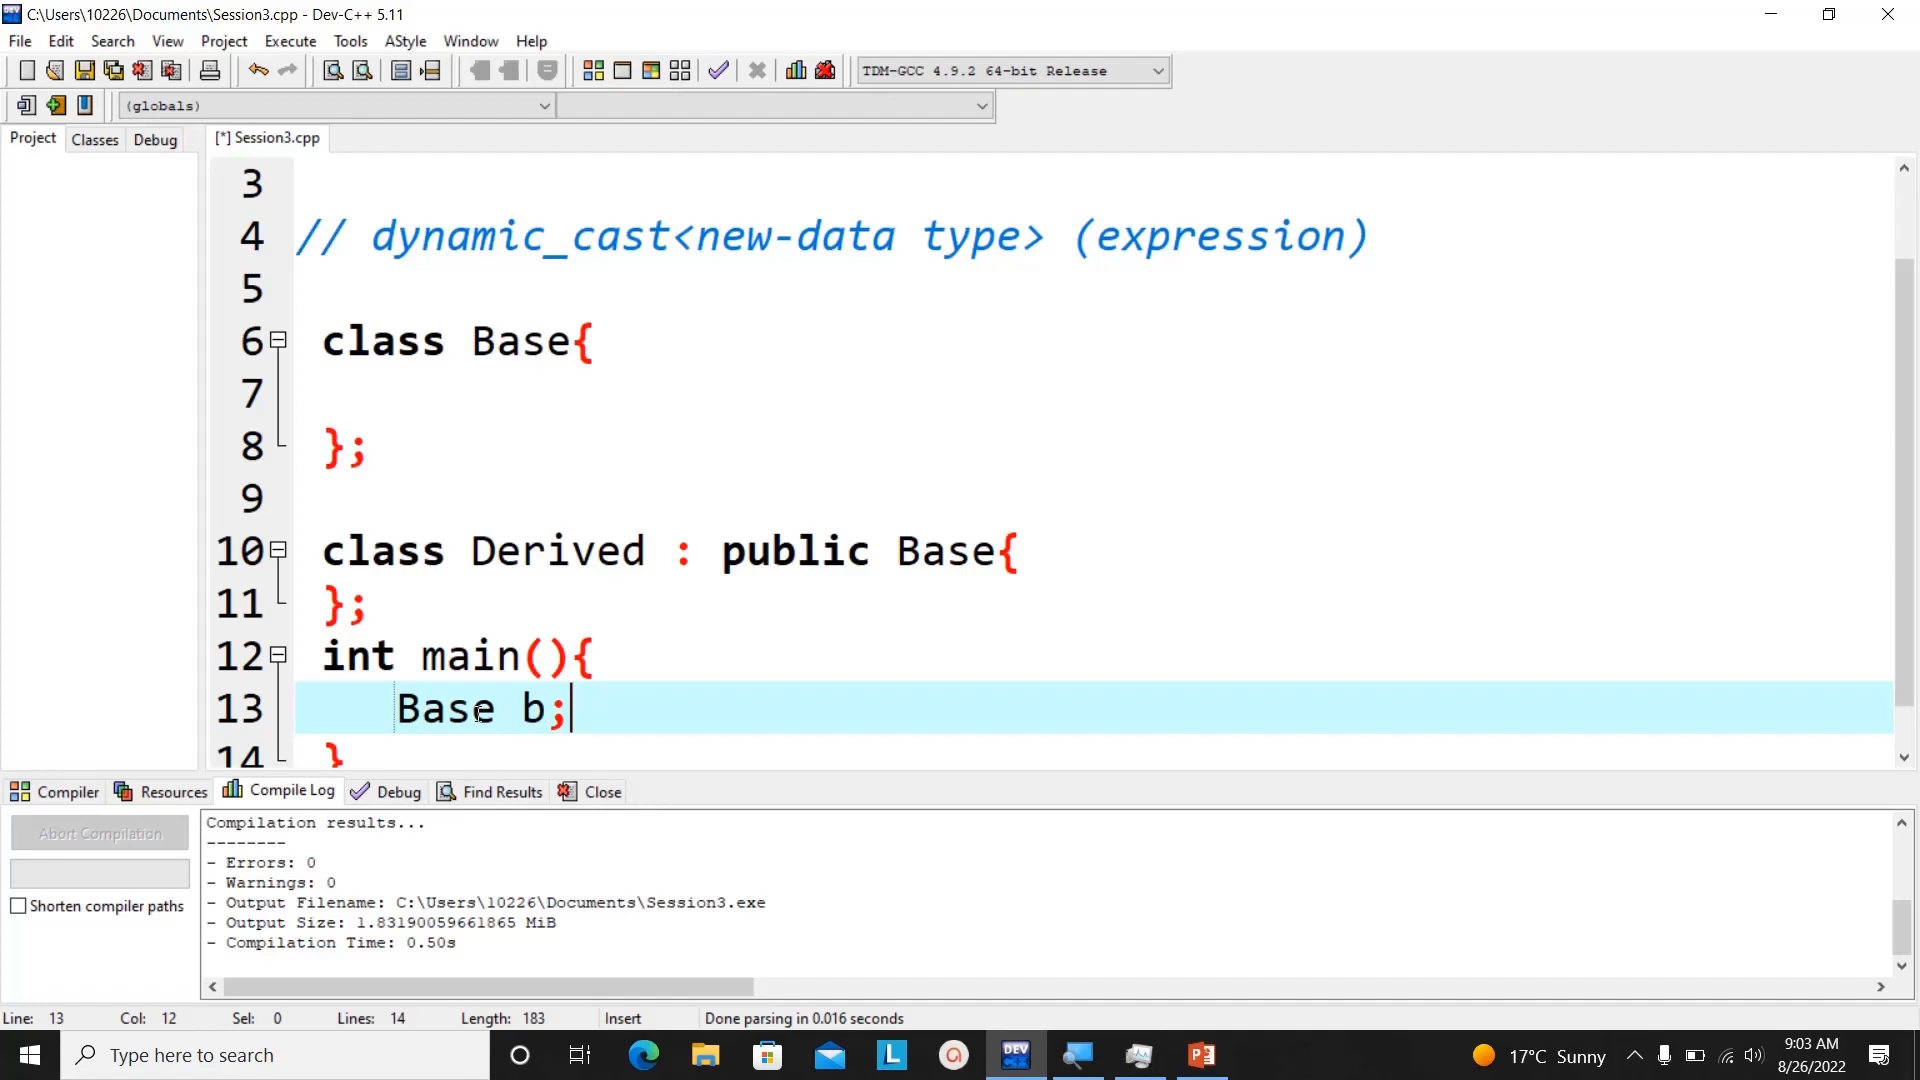 C:\Users\10226\Documents\Session3.cpp - Dev-C++ 5.11
File Edit Search View Project Execute Tools AStyle Window Help
TDM-GCC 4.9.2 64-bit Release
(globals)
Project Classes Debug [*] Session3.cpp
3
4 // dynamic_cast<new-data type> (expression)
5
6 class Base{
7
8 };
9
10 class Derived : public Base{
11 };
12 int main(){
13 Base b;
14 }
Compiler Resources Compile Log Debug Find Results Close
Abort Compilation
Shorten compiler paths
Compilation results...
--------
- Errors: 0
- Warnings: 0
- Output Filename: C:\Users\10226\Documents\Session3.exe
- Output Size: 1.83190059661865 MiB
- Compilation Time: 0.50s
Line: 13 Col: 12 Sel: 0 Lines: 14 Length: 183 Insert Done parsing in 0.016 seconds
Type here to search
DEV
L
17°C Sunny
9:03 AM
8/26/2022